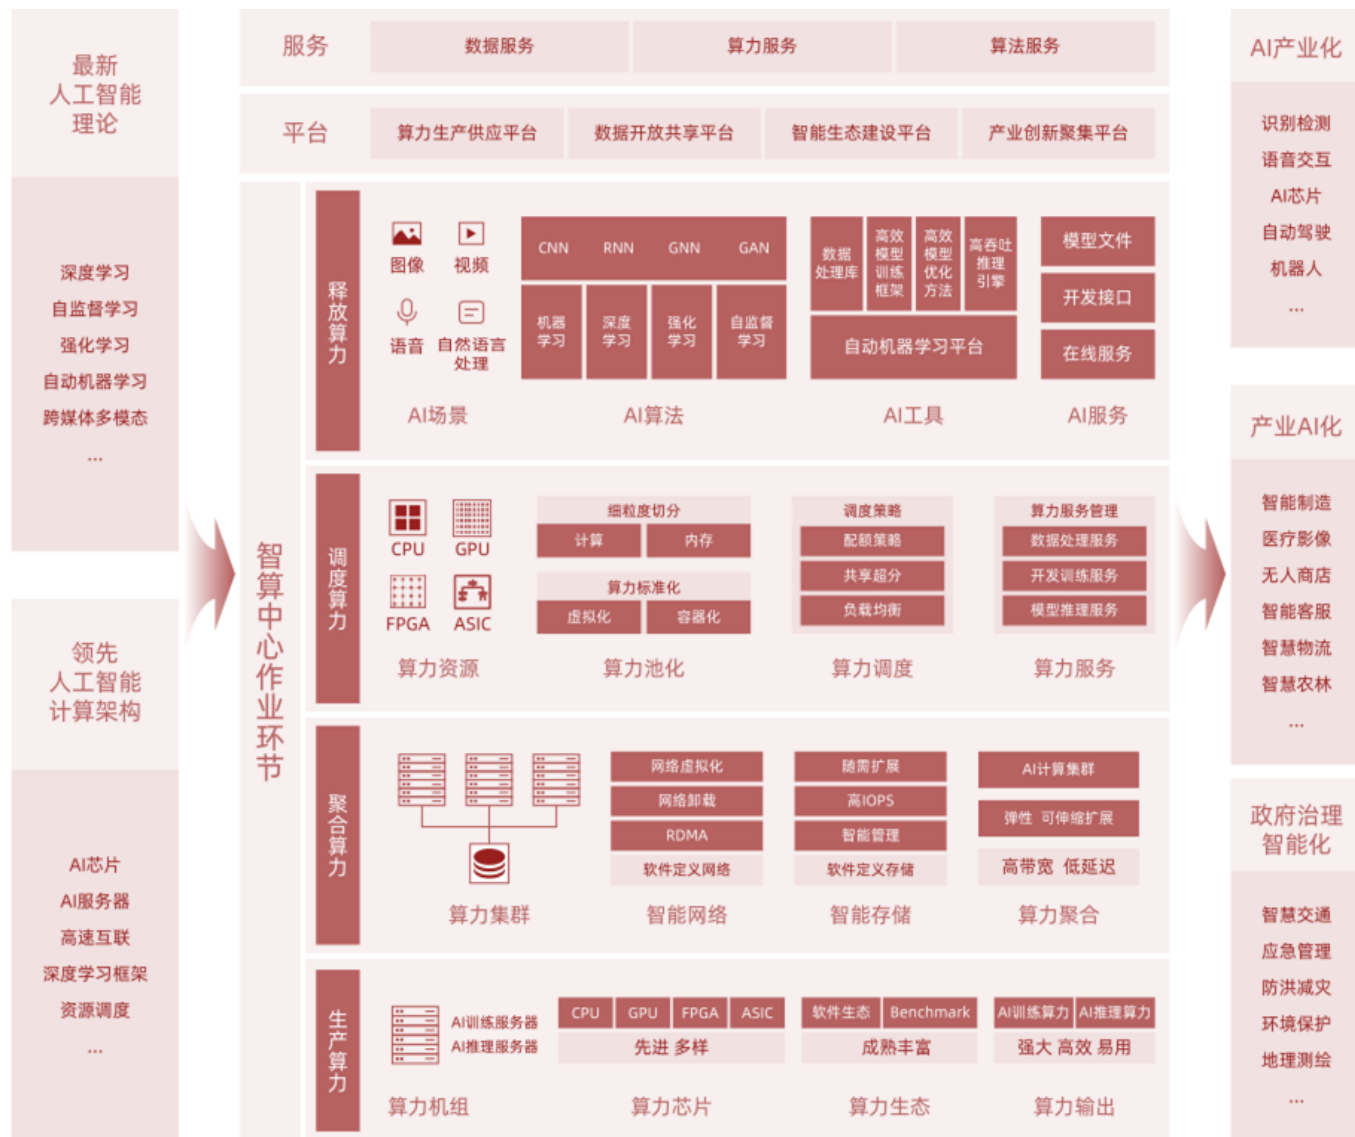 最新
人工智能
理论
深度学习
自监督学习
强化学习
自动机器学习
跨媒体多模态
...
领先
人工智能
计算架构
AI芯片
AI服务器
高速互联
深度学习框架
资源调度
...
服务
数据服务
算力服务
算法服务
平台
算力生产供应平台
数据开放共享平台
智能生态建设平台
产业创新聚集平台
智算中心作业环节
释放算力
图像
视频
语音
自然语言
处理
AI场景
CNN
RNN
GNN
GAN
机器
学习
深度
学习
强化
学习
自监督
学习
AI算法
数据
处理库
高效
模型
训练
框架
高效
模型
优化
方法
高吞吐
推理
引擎
自动机器学习平台
AI工具
模型文件
开发接口
在线服务
AI服务
调度算力
CPU
GPU
FPGA
ASIC
算力资源
细粒度切分
计算
内存
算力标准化
虚拟化
容器化
算力池化
调度策略
配额策略
共享超分
负载均衡
算力调度
算力服务管理
数据处理服务
开发训练服务
模型推理服务
算力服务
聚合算力
算力集群
网络虚拟化
网络卸载
RDMA
软件定义网络
智能网络
随需扩展
高IOPS
智能管理
软件定义存储
智能存储
AI计算集群
弹性 可伸缩扩展
高带宽 低延迟
算力聚合
生产算力
AI训练服务器
AI推理服务器
算力机组
CPU
GPU
FPGA
ASIC
先进 多样
算力芯片
软件生态
Benchmark
成熟丰富
算力生态
AI训练算力
AI推理算力
强大 高效 易用
算力输出
AI产业化
识别检测
语音交互
AI芯片
自动驾驶
机器人
...
产业AI化
智能制造
医疗影像
无人商店
智能客服
智慧物流
智慧农林
...
政府治理
智能化
智慧交通
应急管理
防洪减灾
环境保护
地理测绘
...